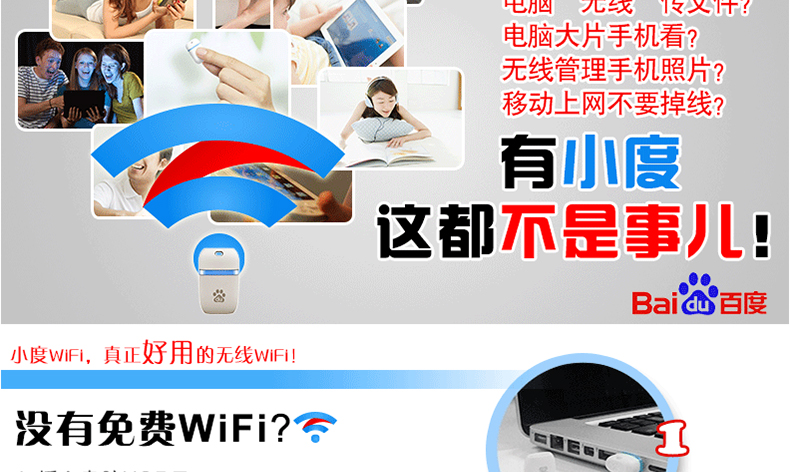 电脑 无线 传文件?
电脑大片手机看?
无线管理手机照片?
移动上网不要掉线?
有小度
这都不是事儿!
Baidu百度
小度WiFi，真正好用的无线WiFi!
没有免费WiFi?
1